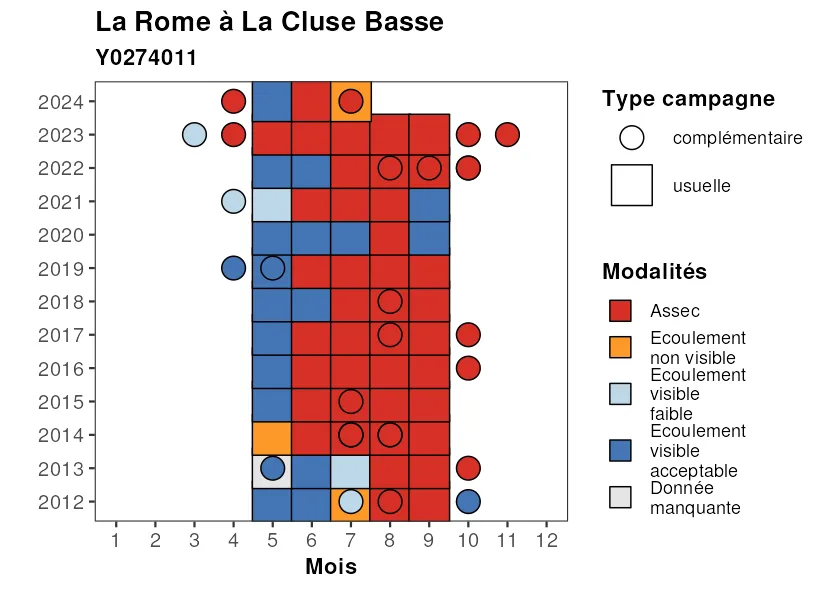 La Rome à La Cluse Basse
Y0274011
2024
2023
2022
2021
2020
2019
2018
2017
2016
2015
2014
2013
2012
1 2 3 4 5 6 7 8 9 10 11 12
Mois
Type campagne
complémentaire
usuelle
Modalités
Assec
Ecoulement
non visible
Ecoulement
visible
faible
Ecoulement
visible
acceptable
Donnée
manquante